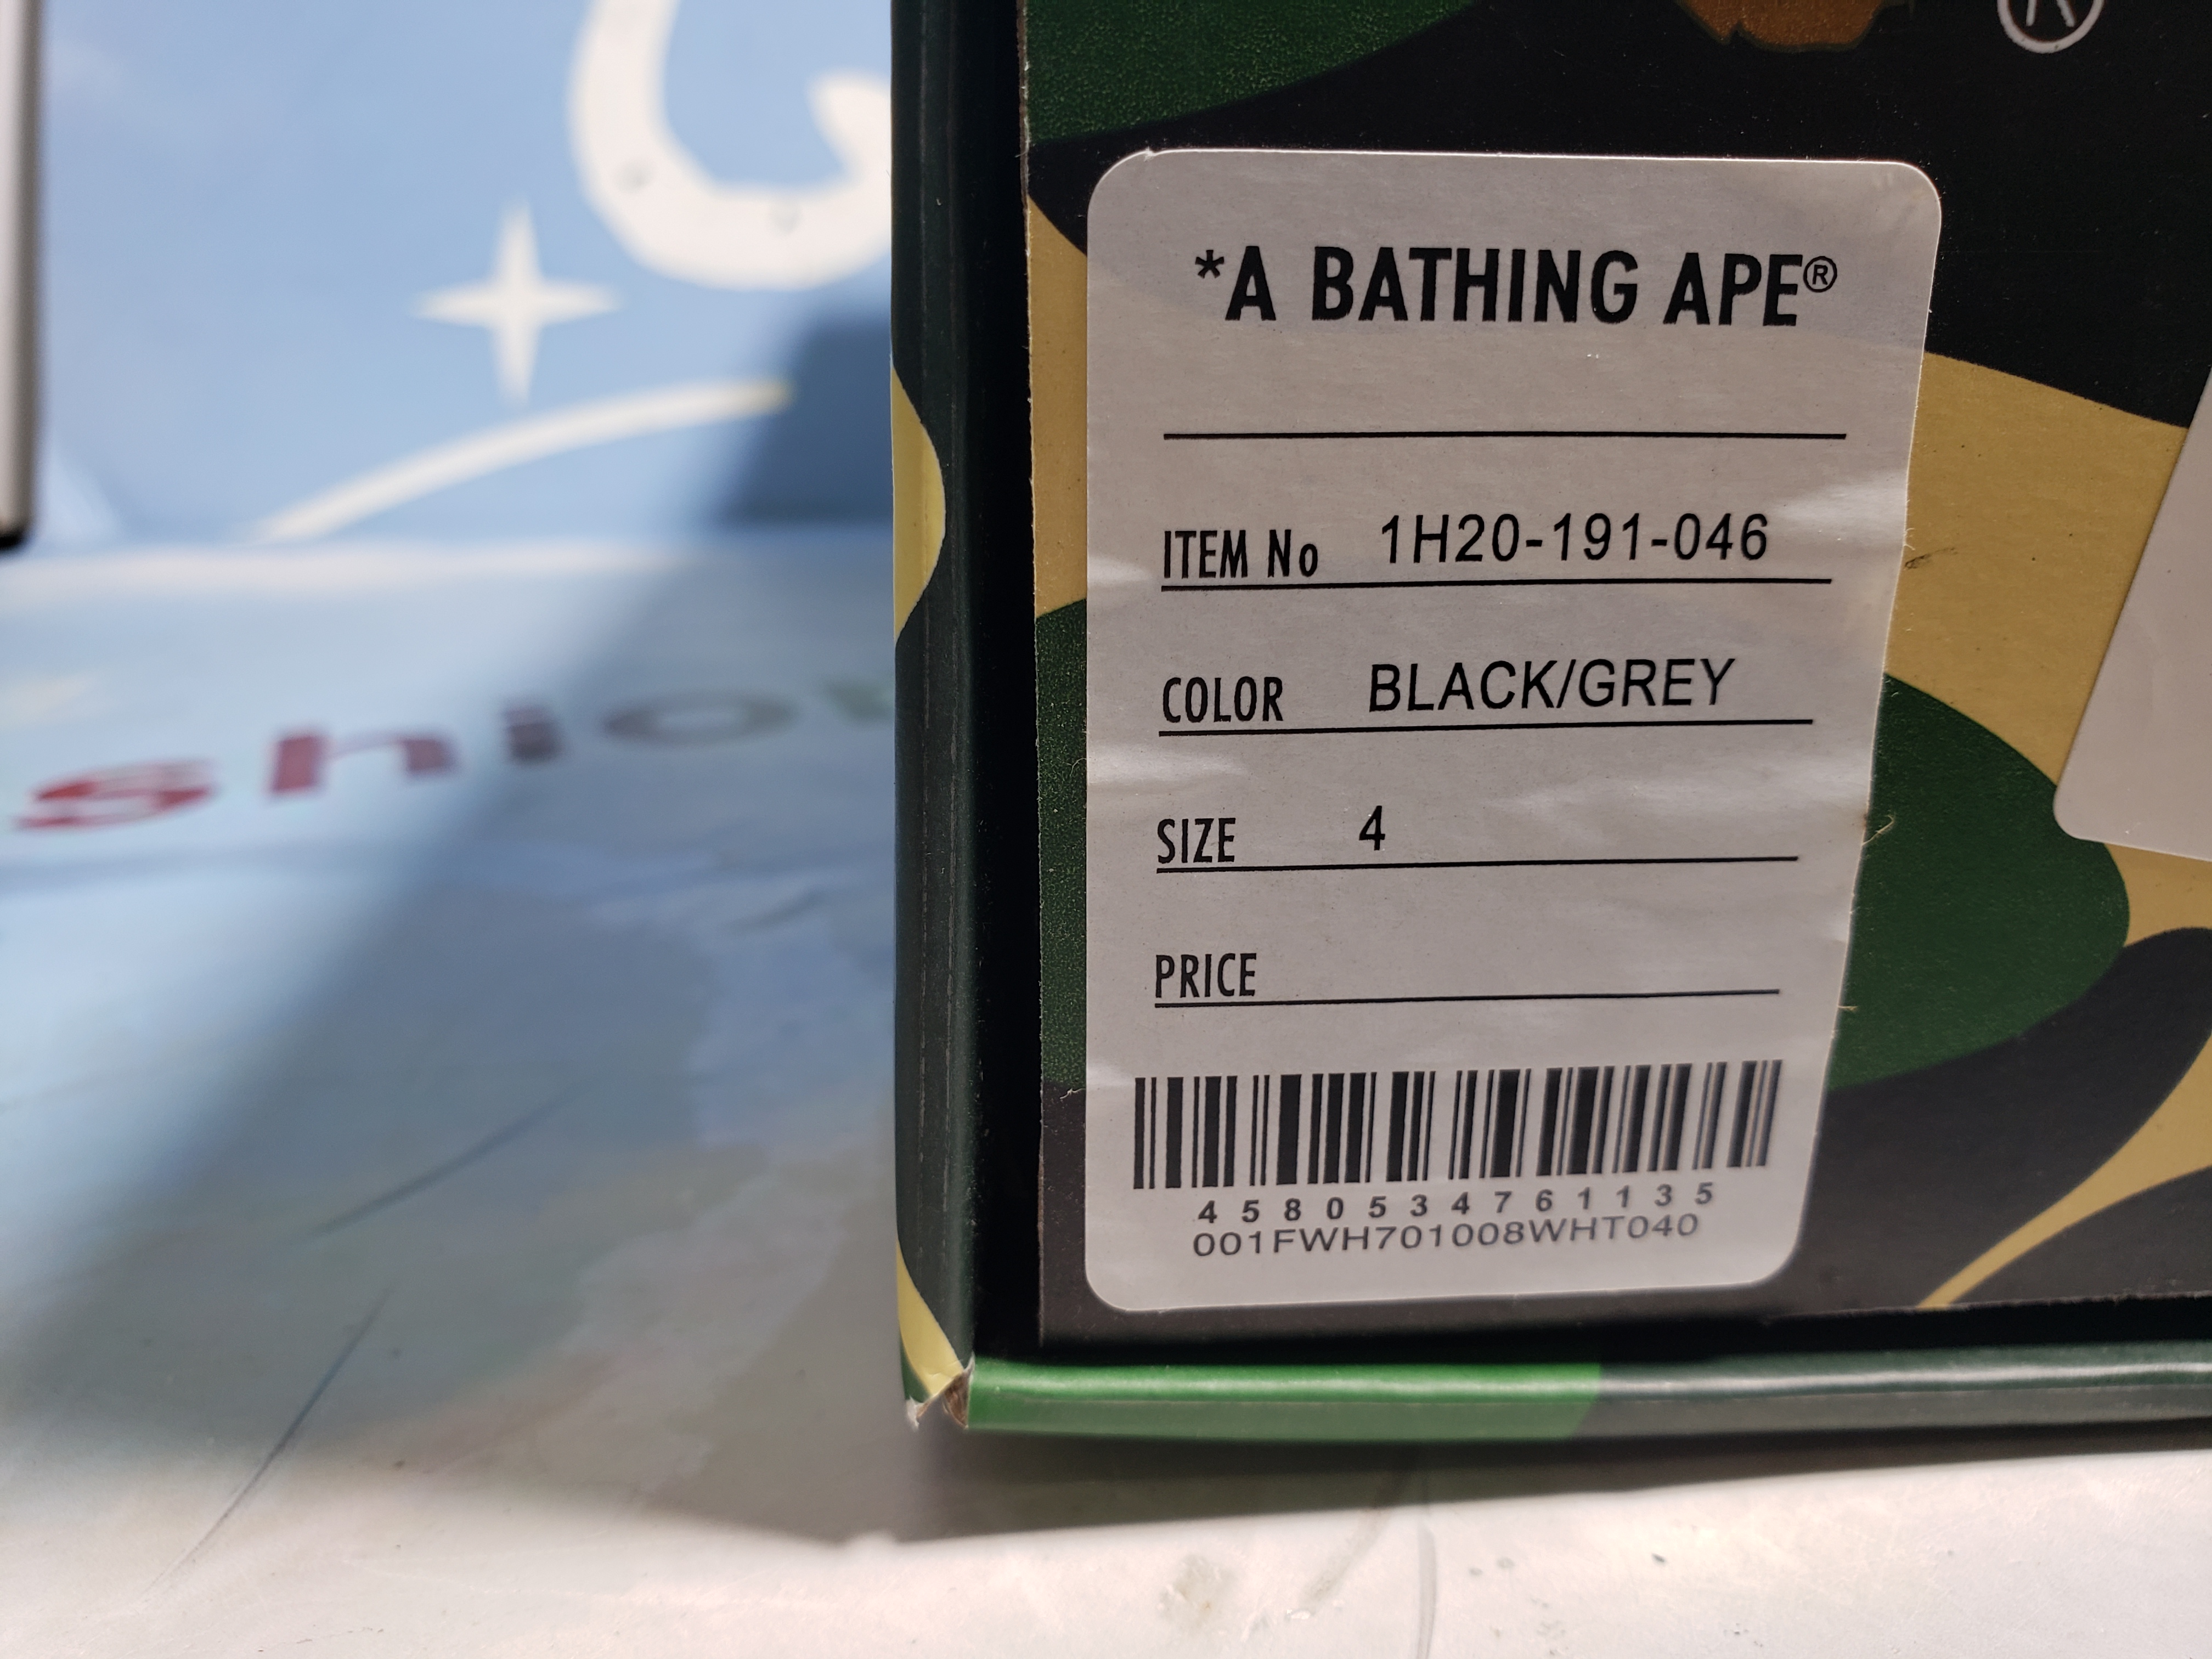 ®
*A BATHING APE®
ITEM No 1H20-191-046
COLOR BLACK/GREY
SIZE 4
PRICE
4580534761135
001FWH701008WHT040